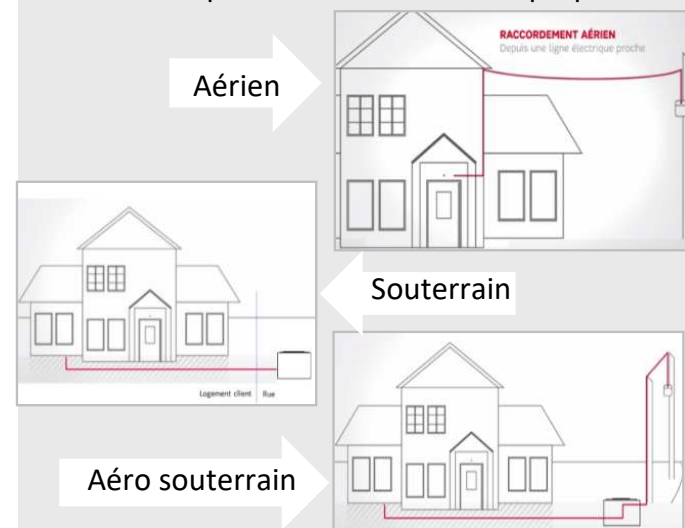 RACCORDEMENT AÉRIEN
Depuis une ligne électrique proche
Aérien
Souterrain
Logement client Rue
Aéro souterrain